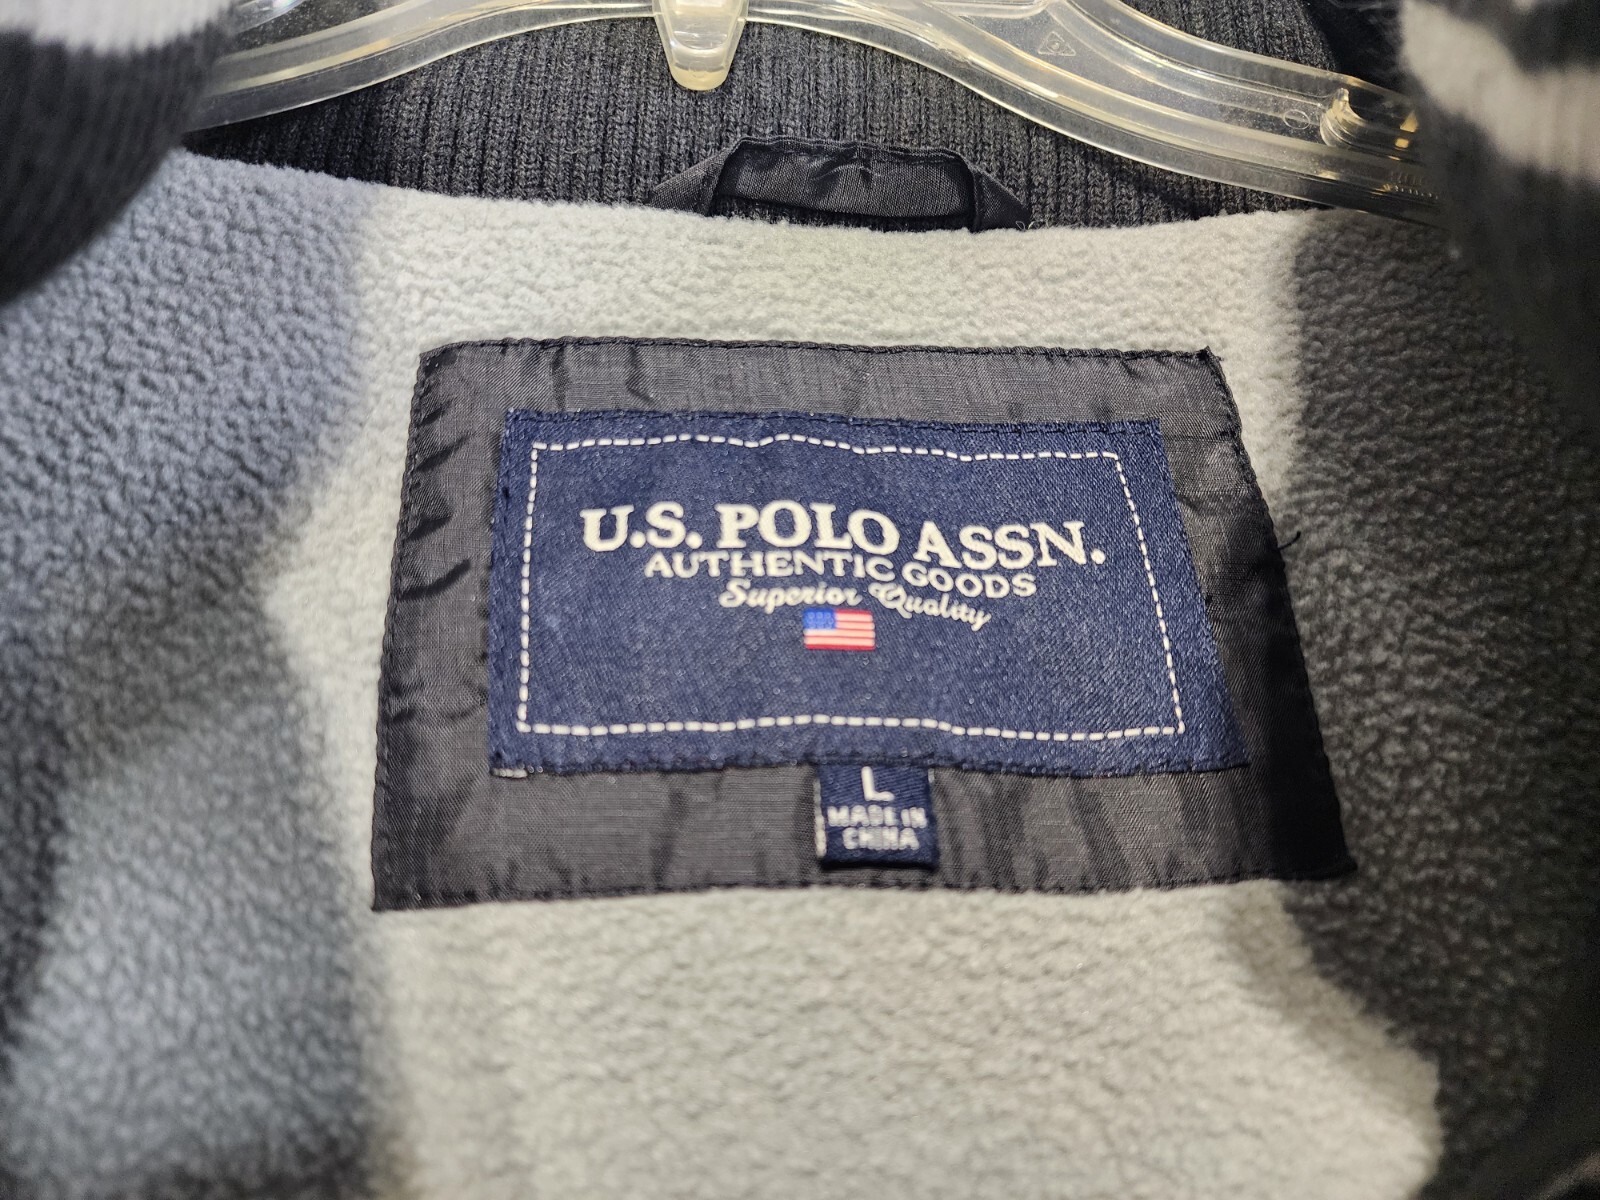 U.S. POLO ASSN.
AUTHENTIC GOODS
Superior Quality
L
MADE IN
CHINA